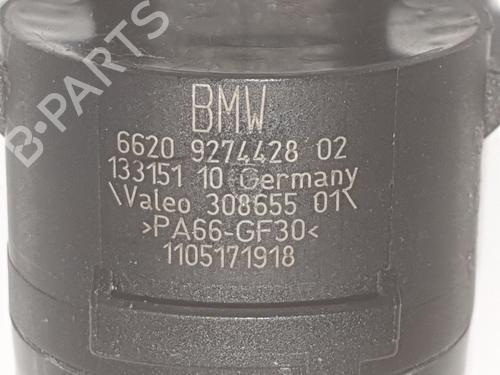 B-PARTS
BMW
6620 9274428 02
133151 10 Germany
\Valeo 308655 01\
>PA66-GF30<
1105171918